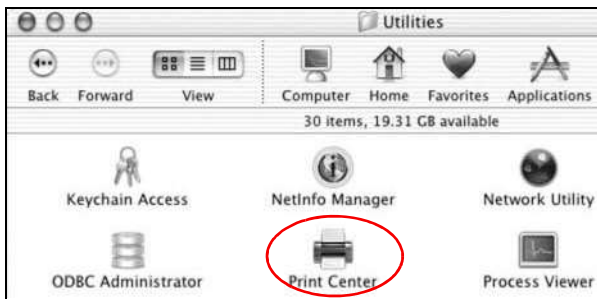 Utilities
Back Forward View Computer Home Favorites Applications
30 items, 19.31 GB available
Keychain Access NetInfo Manager Network Utility
ODBC Administrator Print Center Process Viewer